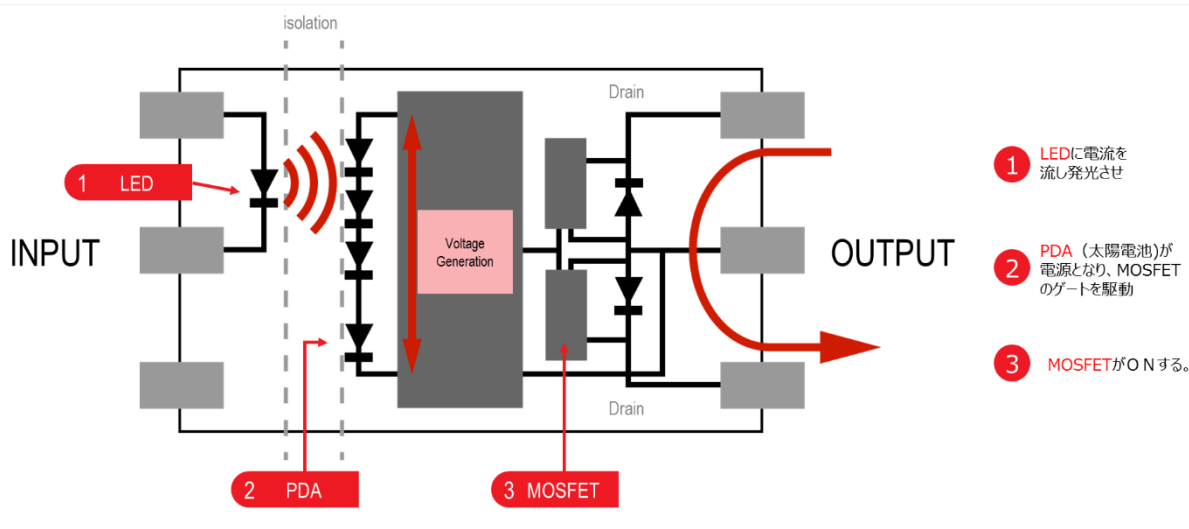 isolation
Drain
1 LED
INPUT
Voltage
Generation
OUTPUT
Drain
2 PDA
3 MOSFET
1 LEDに電流を
流し発光させ
2 PDA（太陽電池)が
電源となり、MOSFET
のゲートを駆動
3 MOSFETがＯＮする。